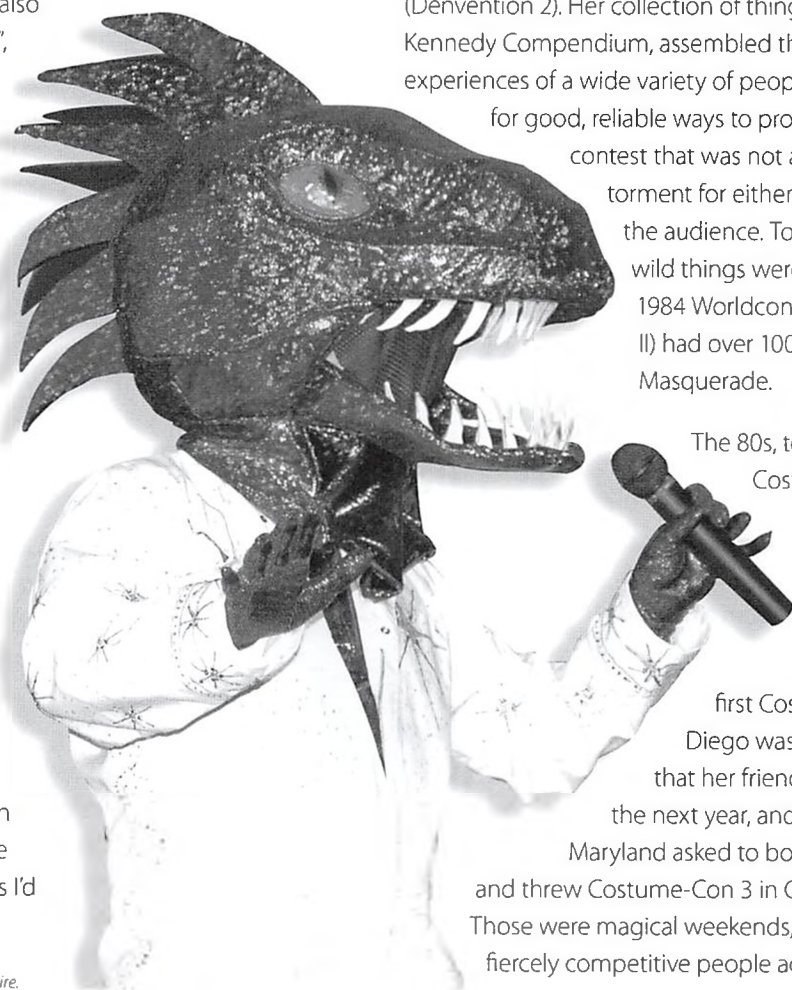 also
”,
n
e
s I’d
ire.
(Denvention 2). Her collection of thing
Kennedy Compendium, assembled th
experiences of a wide variety of peop
for good, reliable ways to pro
contest that was not a
torment for either
the audience. To
wild things were
1984 Worldcon
II) had over 100
Masquerade.
The 80s, to
Cos
first Cos
Diego was
that her friend
the next year, and
Maryland asked to bo
and threw Costume-Con 3 in C
Those were magical weekends,
fiercely competitive people ac